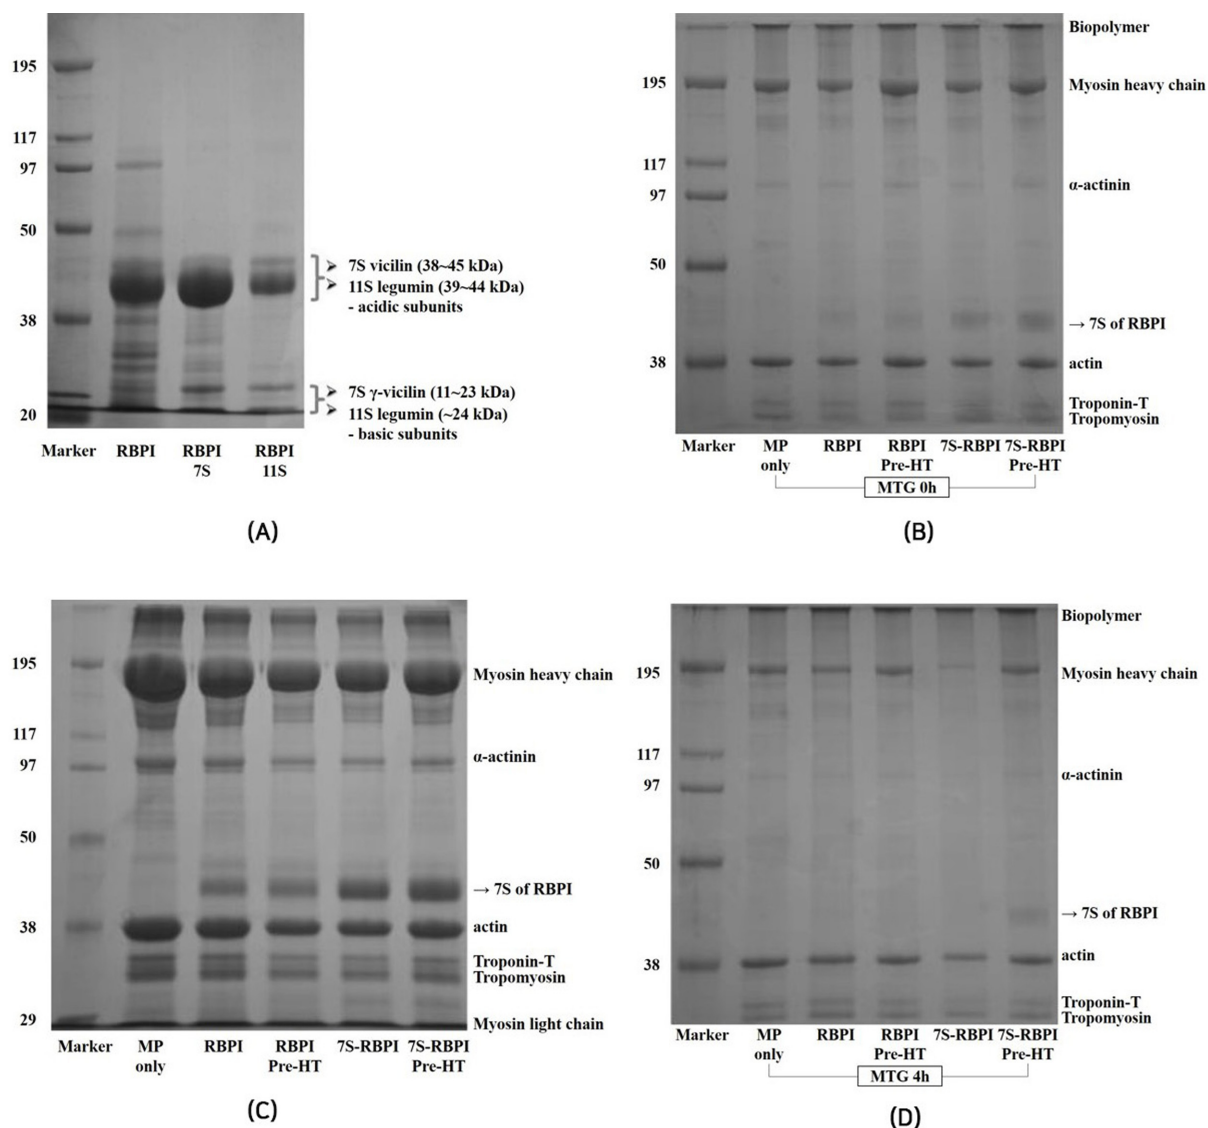 195
117
97
50
38
20
➢ 7S vicilin (38~45 kDa)
➢ 11S legumin (39~44 kDa)
- acidic subunits
➢ 7S γ-vicilin (11~23 kDa)
➢ 11S legumin (~24 kDa)
- basic subunits
Marker RBPI RBPI 7S RBPI 11S
(A)
Biopolymer
195 Myosin heavy chain
117
97
α-actinin
50
→ 7S of RBPI
38 actin
Troponin-T
Tropomyosin
Marker MP only RBPI RBPI Pre-HT 7S-RBPI 7S-RBPI Pre-HT
MTG 0h
(B)
195
Myosin heavy chain
117
97
α-actinin
50
→ 7S of RBPI
38 actin
Troponin-T
Tropomyosin
29 Myosin light chain
Marker MP only RBPI RBPI Pre-HT 7S-RBPI 7S-RBPI Pre-HT
(C)
Biopolymer
195 Myosin heavy chain
117
97
α-actinin
50
→ 7S of RBPI
38 actin
Troponin-T
Tropomyosin
Marker MP only RBPI RBPI Pre-HT 7S-RBPI 7S-RBPI Pre-HT
MTG 4h
(D)